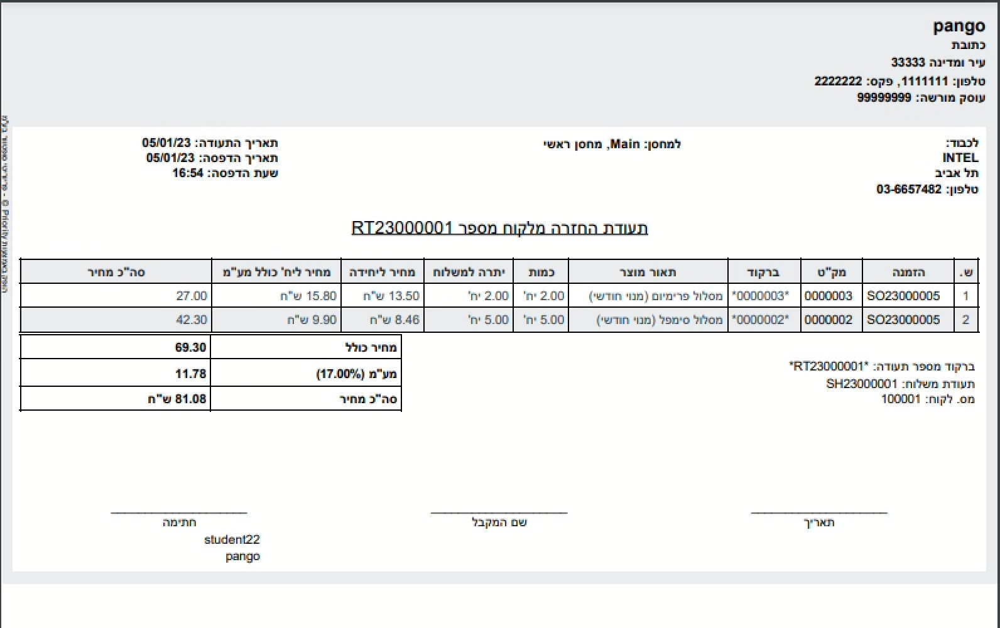 pango
כתובת
עיר ומדינה 33333
טלפון: 1111111, פקס: 2222222
עוסק מורשה: 99999999
לכבוד:
INTEL
תל אביב
טלפון: 03-6657482
למחסן: Main, מחסן ראשי
תאריך התעודה: 05/01/23
תאריך הדפסה: 05/01/23
שעת הדפסה: 16:54
תעודת החזרה מלקוח מספר RT23000001
ש. הזמנה מק"ט ברקוד תאור מוצר כמות יתרה למשלוח מחיר ליחידה מחיר ליח' כולל מע"מ סה"כ מחיר
1 SO23000005 0000003 *0000003* מסלול פרימיום (מנוי חודשי) 2.00 יח' 2.00 יח' 13.50 ש"ח 15.80 ש"ח 27.00
2 SO23000005 0000002 *0000002* מסלול סימפל (מנוי חודשי) 5.00 יח' 5.00 יח' 8.46 ש"ח 9.90 ש"ח 42.30
מחיר כולל 69.30
מע"מ (17.00%) 11.78
סה"כ מחיר 81.08 ש"ח
ברקוד מספר תעודה: *RT23000001*
תעודת משלוח: SH23000001
מס. לקוח: 100001
תאריך
שם המקבל
חתימה
student22
pango
© Priority